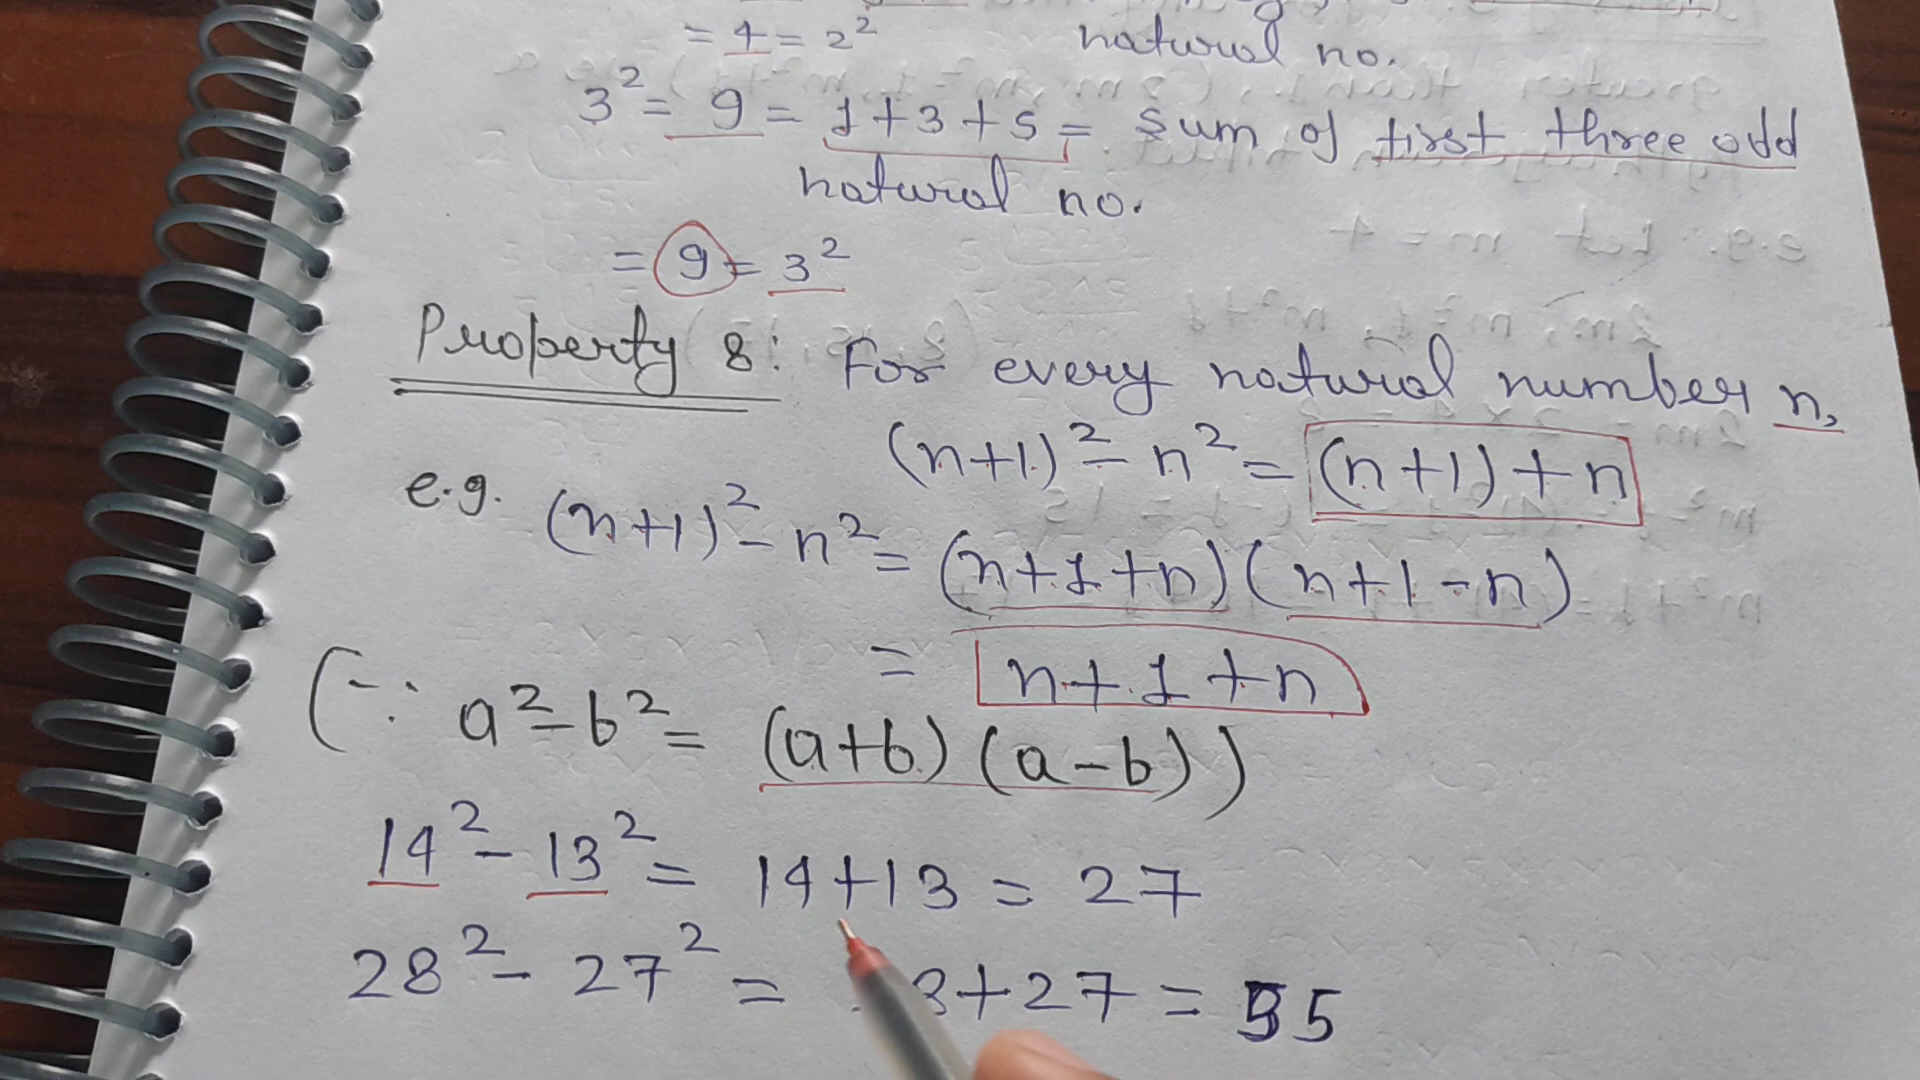 = 4 = 2²
natural no.
3² = 9 = 1+3+5 = Sum of first three odd
natural no.
= 9 = 3²
Property 8: For every natural number n,
(n+1)² - n² = (n+1)+n
e.g. (n+1)² - n² = (n+1+n)(n+1-n)
= n+1+n
(∵ a²-b² = (a+b)(a-b))
14² - 13² = 14+13 = 27
28² - 27² = 8+27 = 55